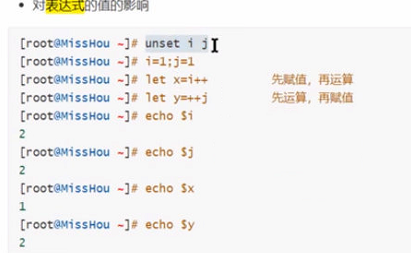 • 对表达式的值的影响
[root@MissHou ~]# unset i j
[root@MissHou ~]# i=1;j=1
[root@MissHou ~]# let x=i++ 先赋值，再运算
[root@MissHou ~]# let y=++j 先运算，再赋值
[root@MissHou ~]# echo $i
2
[root@MissHou ~]# echo $j
2
[root@MissHou ~]# echo $x
1
[root@MissHou ~]# echo $y
2